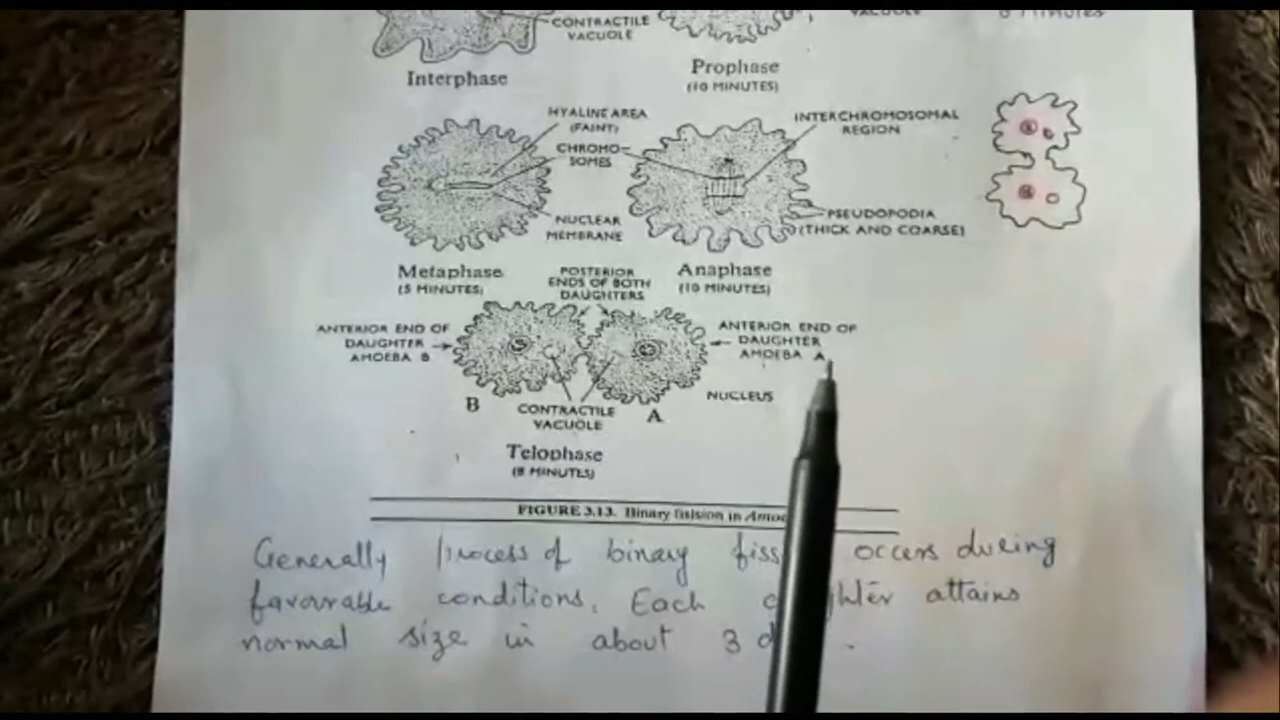 CONTRACTILE
VACUOLE
Interphase
Prophase
(10 MINUTES)
HYALINE AREA
(FAINT)
CHROMO-
SOMES
NUCLEAR
MEMBRANE
INTERCHROMOSOMAL
REGION
PSEUDOPODIA
(THICK AND COARSE)
Metaphase
(5 MINUTES)
POSTERIOR
ENDS OF BOTH
DAUGHTERS
Anaphase
(10 MINUTES)
ANTERIOR END OF
DAUGHTER
AMOEBA B
ANTERIOR END OF
DAUGHTER
AMOEBA A
NUCLEUS
B
CONTRACTILE
VACUOLE
A
Telophase
(8 MINUTES)
FIGURE 3.13. Binary fission in
Generally process of binary occers during
favourable conditions. Each attains
normal size in about 3